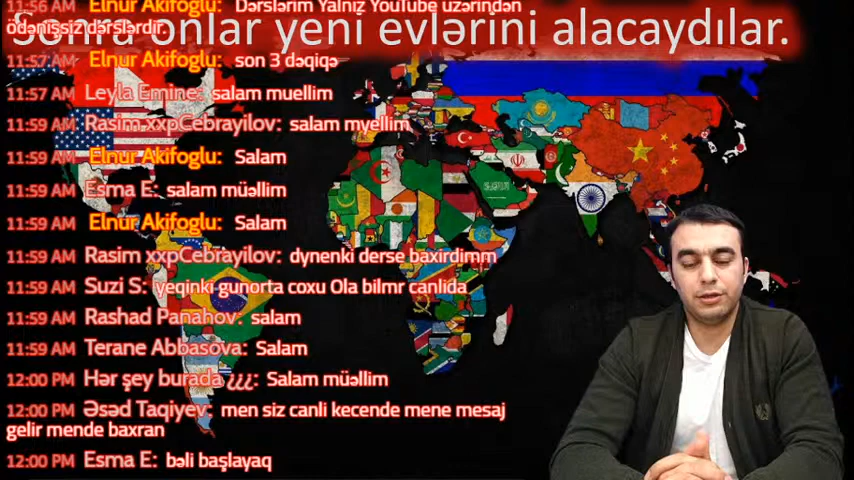 11:56 AM Elnur Akifoglu: Dərslərim Yalnız YouTube üzərindən
ödənişsiz dərslərdir.
Sonra onlar yeni evlərini alacaydılar.
11:57 AM Elnur Akifoglu: son 3 dəqiqə
11:57 AM Leyla Emine: salam muellim
11:59 AM Rasim xxpCebrayilov: salam myellim
11:59 AM Elnur Akifoglu: Salam
11:59 AM Esma E: salam müəllim
11:59 AM Elnur Akifoglu: Salam
11:59 AM Rasim xxpCebrayilov: dynenki derse baxirdimm
11:59 AM Suzi S: yeqinki gunorta coxu Ola bilmr canlida
11:59 AM Rashad Panahov: salam
11:59 AM Terane Abbasova: Salam
12:00 PM Hər şey burada ¿¿¿: Salam müəllim
12:00 PM Əsəd Taqiyev: men siz canli kecende mene mesaj
gelir mende baxran
12:00 PM Esma E: bəli başlayaq